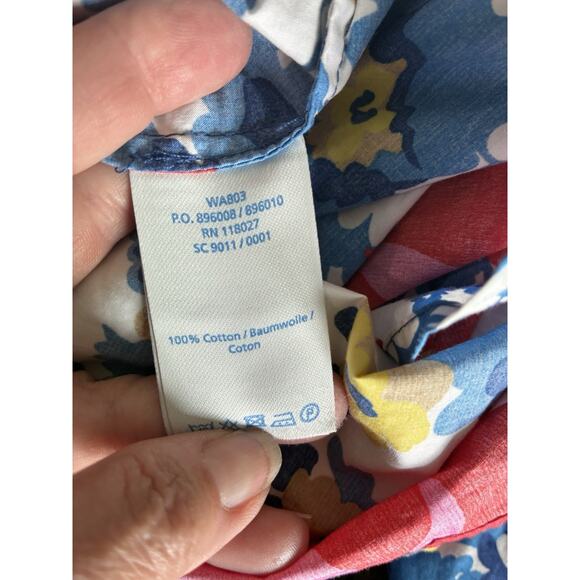 WA803
P.O. 896008 / 896010
RN 118027
SC 9011 / 0001
100% Cotton / Baumwolle /
Coton